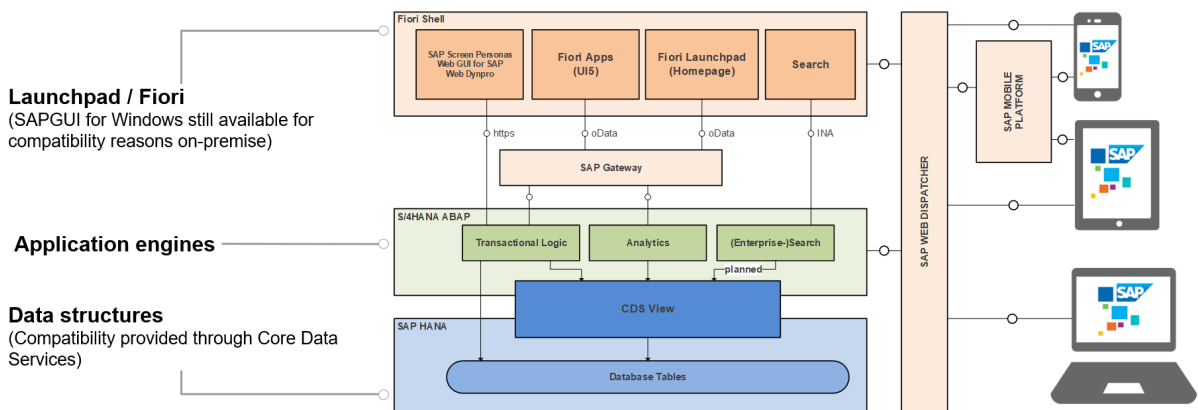 Launchpad / Fiori
(SAPGUI for Windows still available for
compatibility reasons on-premise)
Application engines
Data structures
(Compatibility provided through Core Data
Services)
Fiori Shell
SAP Screen Personas
Web GUI for SAP
Web Dynpro
Fiori Apps
(UI5)
Fiori Launchpad
(Homepage)
Search
https
oData
oData
INA
SAP Gateway
S/4HANA ABAP
Transactional Logic
Analytics
(Enterprise-)Search
planned
CDS View
SAP HANA
Database Tables
SAP WEB DISPATCHER
SAP MOBILE
PLATFORM
SAP
SAP
SAP